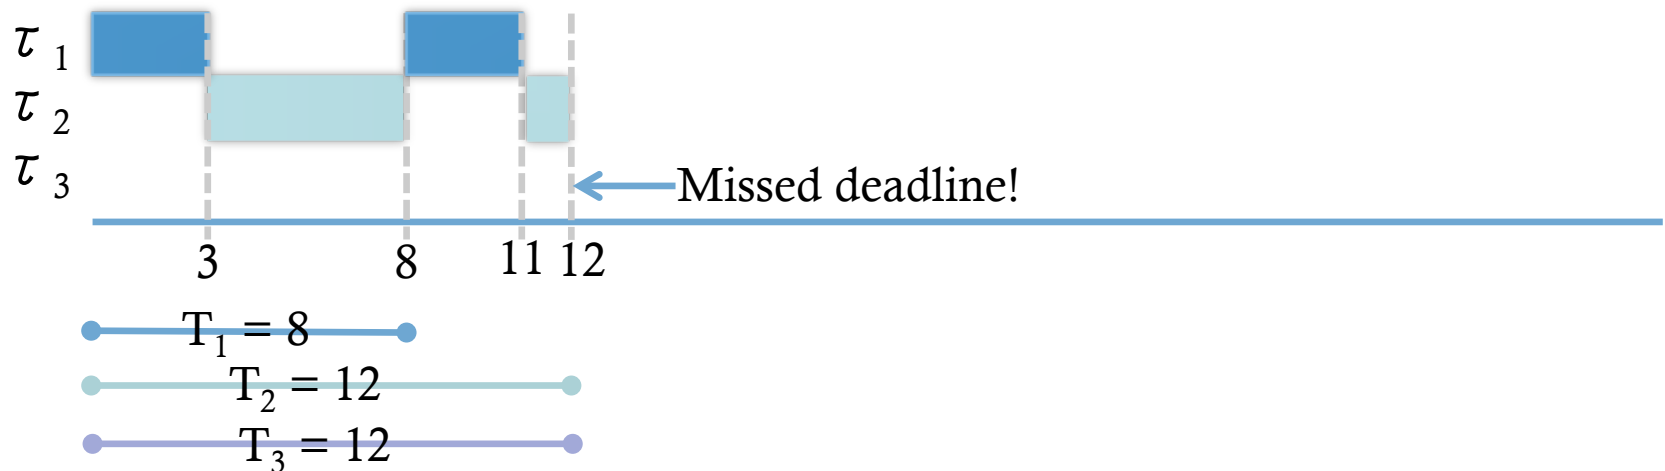 τ 1
τ 2
τ 3
Missed deadline!
3 8 11 12
T1 = 8
T2 = 12
T3 = 12